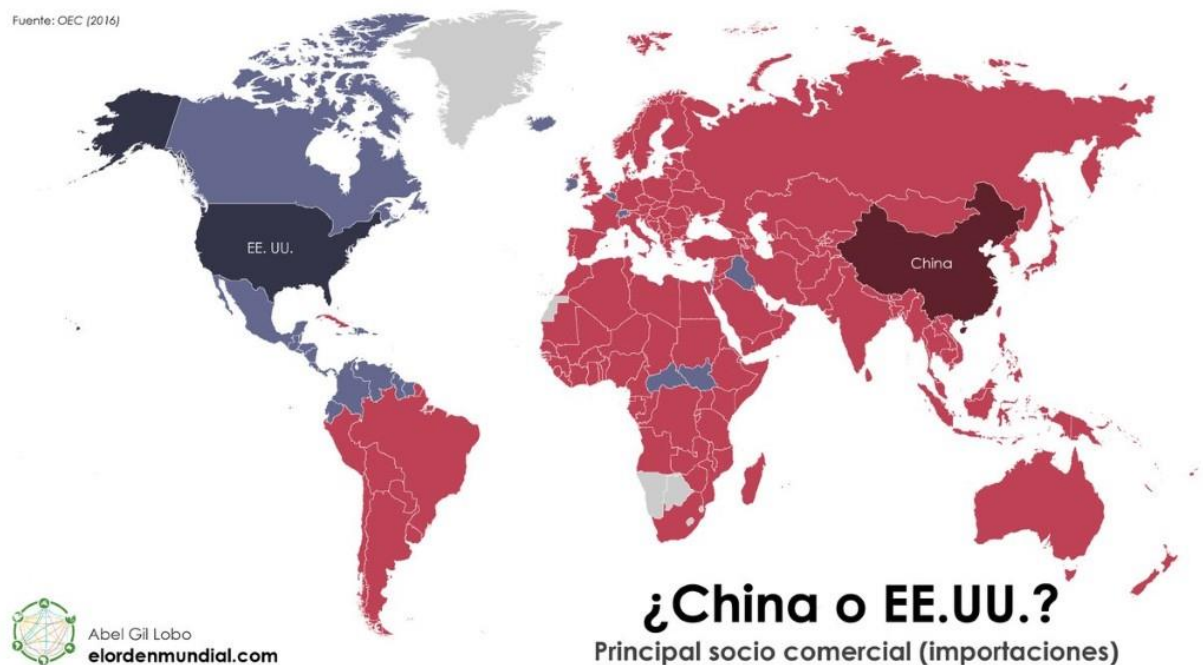 Fuente: OEC (2016)
EE. UU.
China
¿China o EE.UU.?
Principal socio comercial (importaciones)
Abel Gil Lobo
elordenmundial.com